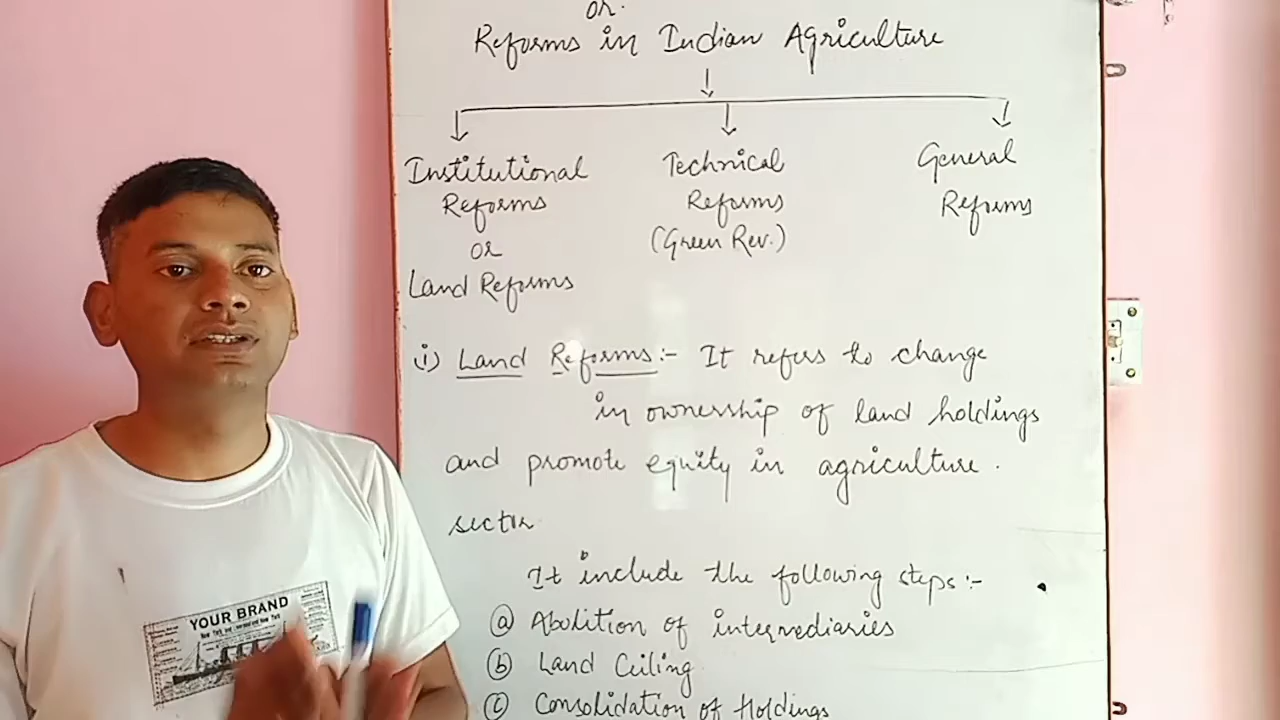 or
Reforms in Indian Agriculture
Institutional Technical General
Reforms Reforms Reforms
or (Green Rev.)
Land Reforms
i) Land Reforms:- It refers to change
in ownership of land holdings
and promote equity in agriculture.
sector
It include the following steps:-
(a) Abolition of intermediaries
(b) Land Ceiling
(c) Consolidation of Holdings
YOUR BRAND